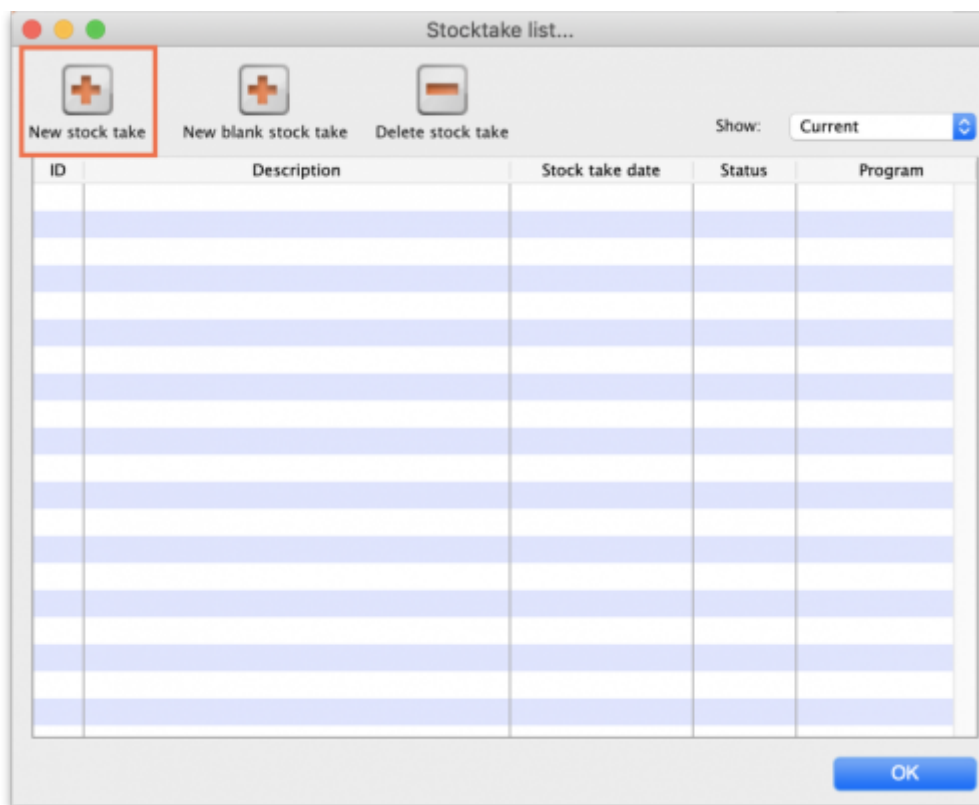 Stocktake list...
New stock take New blank stock take Delete stock take Show: Current
ID Description Stock take date Status Program
OK